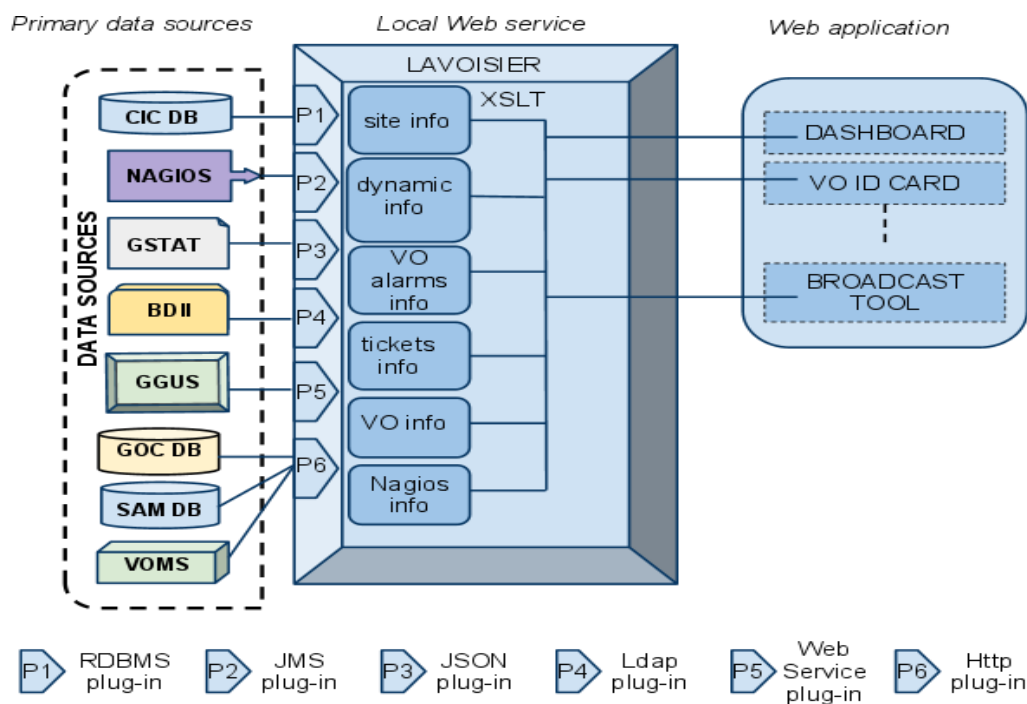 Primary data sources
Local Web service
Web application
LAVOISIER
XSLT
DATA SOURCES
CIC DB
NAGIOS
GSTAT
BDII
GGUS
GOC DB
SAM DB
VOMS
P1
P2
P3
P4
P5
P6
site info
dynamic
info
VO
alarms
info
tickets
info
VO info
Nagios
info
DASHBOARD
VO ID CARD
BROADCAST
TOOL
P1
RDBMS
plug-in
P2
JMS
plug-in
P3
JSON
plug-in
P4
Ldap
plug-in
P5
Web
Service
plug-in
P6
Http
plug-in